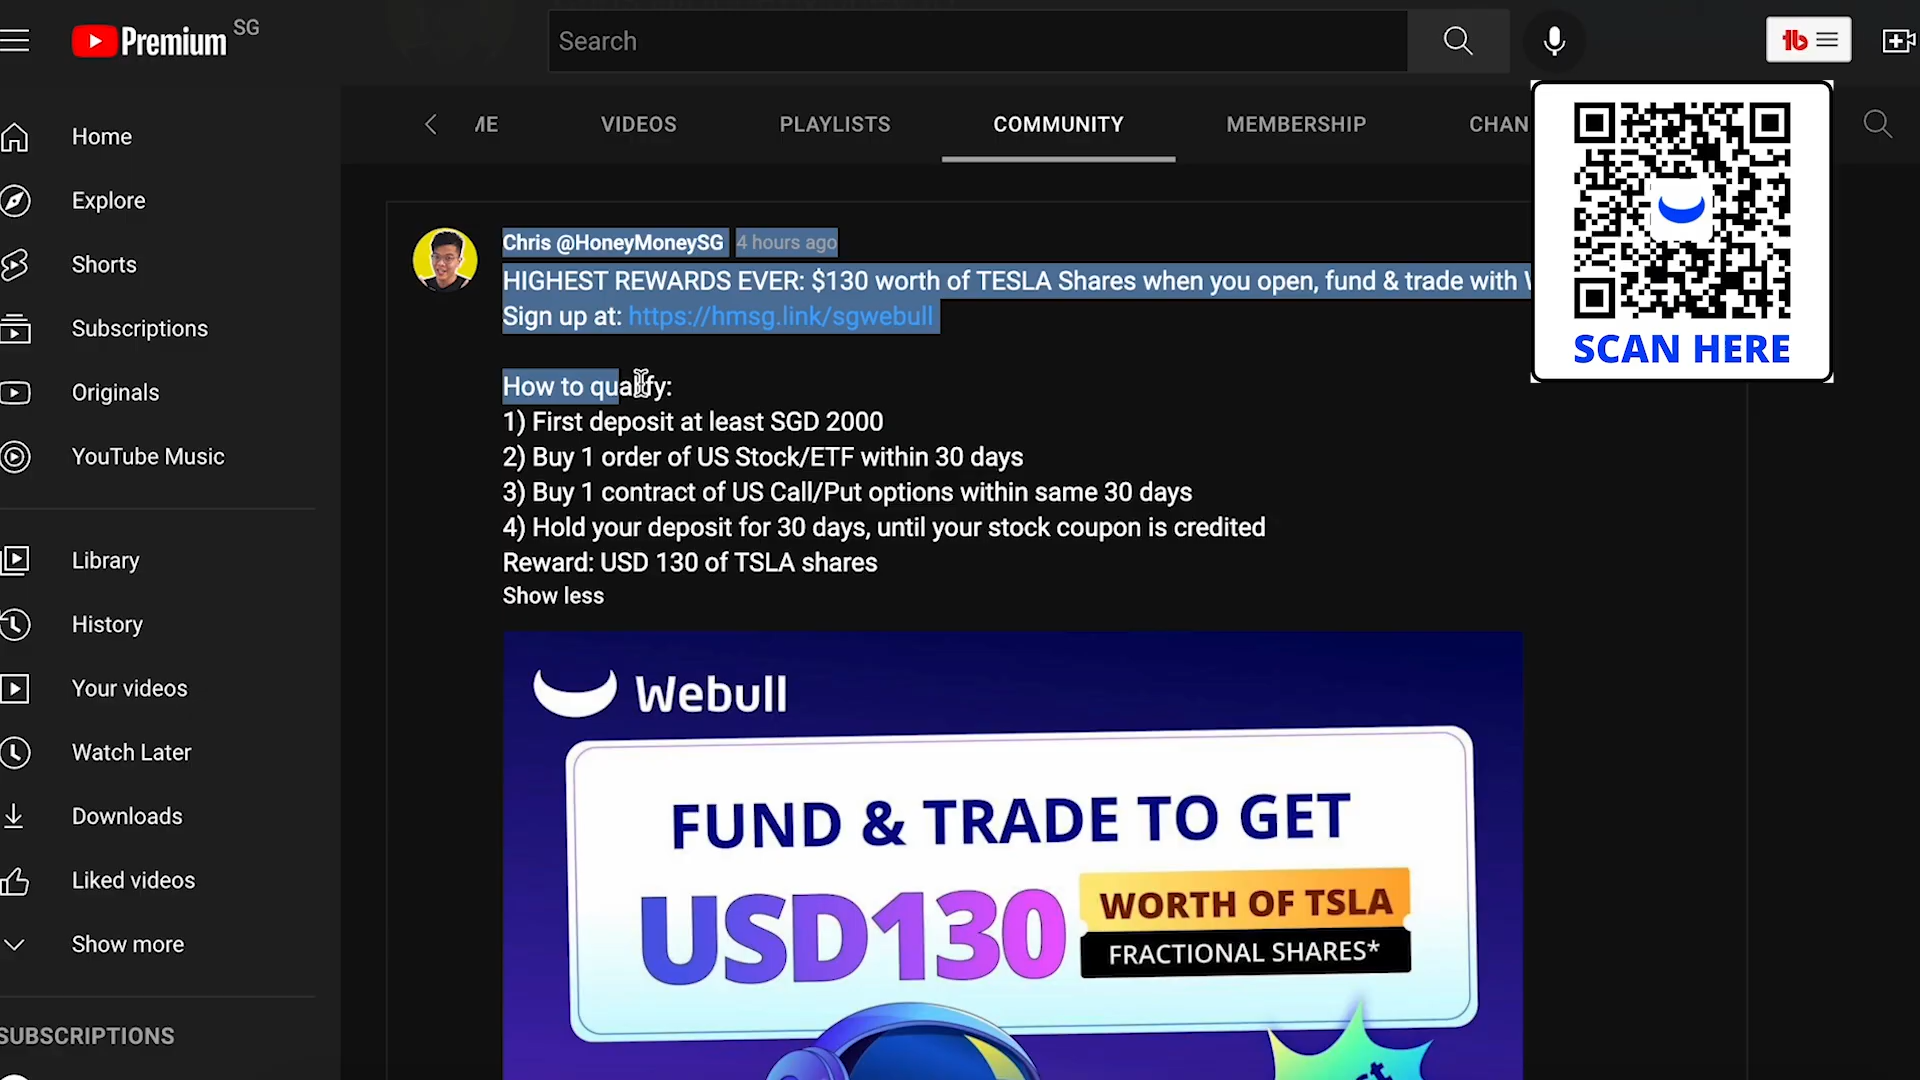 Premium SG
Search
Home
Explore
Shorts
Subscriptions
Originals
YouTube Music
Library
History
Your videos
Watch Later
Downloads
Liked videos
Show more
SUBSCRIPTIONS
VIDEOS
PLAYLISTS
COMMUNITY
MEMBERSHIP
CHAN
SCAN HERE
Chris @HoneyMoneySG 4 hours ago
HIGHEST REWARDS EVER: $130 worth of TESLA Shares when you open, fund & trade with
Sign up at: https://hmsg.link/sgwebull
How to qualify:
1) First deposit at least SGD 2000
2) Buy 1 order of US Stock/ETF within 30 days
3) Buy 1 contract of US Call/Put options within same 30 days
4) Hold your deposit for 30 days, until your stock coupon is credited
Reward: USD 130 of TSLA shares
Show less
Webull
FUND & TRADE TO GET
USD130
WORTH OF TSLA
FRACTIONAL SHARES*